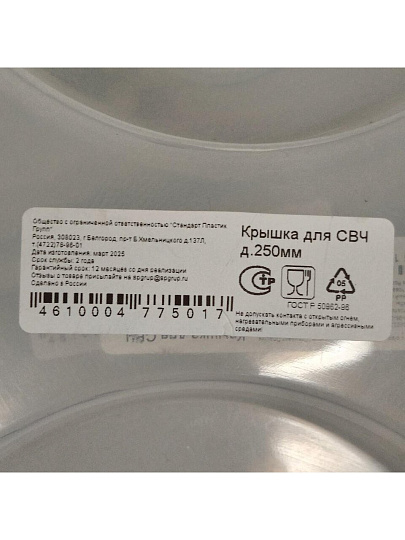 Общество с ограниченной ответственностью "Стандарт Пластик
Групп"
Россия, 308023, г.Белгород, пр-т Б.Хмельницкого д.137Л,
т.(4722)78-96-01
Дата изготовления: март 2025
Срок службы: 2 года
Гарантийный срок: 12 месяцев со дня реализации
Отзывы о товаре присылайте на spgrup@spgrup.ru
Сделано в России
4610004 775017
Крышка для СВЧ
д.250мм
05
PP
ГОСТ Р 50962-96
Не допускать контакта с открытым огнем,
нагревательными приборами и агрессивными
средами!